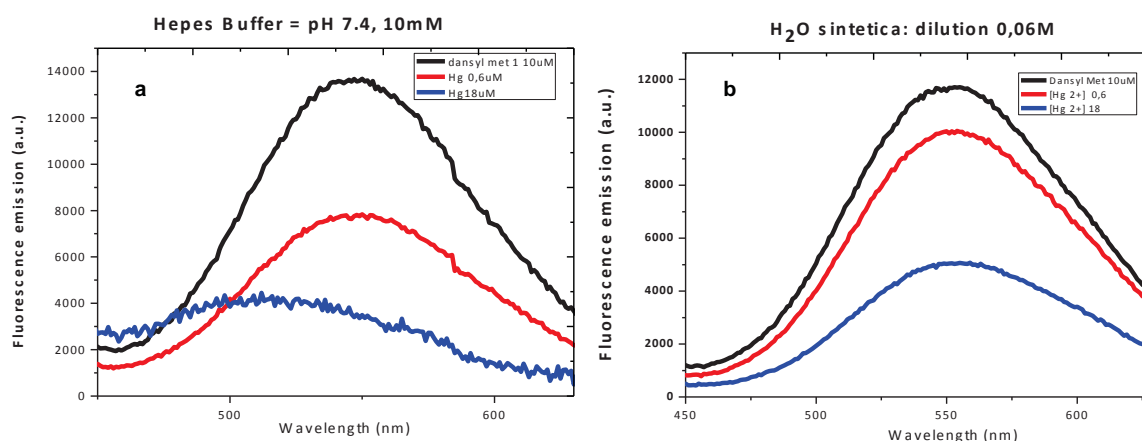 Hepes Buffer = pH 7.4, 10mM
a
dansyl met 1 10uM
Hg 0,6uM
Hg18uM
14000
12000
10000
8000
6000
4000
2000
0
Fluorescence emission (a.u.)
500
600
Wavelength (nm)
H2O sintetica: dilution 0,06M
b
Dansyl Met 10uM
[Hg 2+] 0,6
[Hg 2+] 18
12000
10000
8000
6000
4000
2000
0
Fluorescence emission (a.u.)
450
500
550
600
Wavelength (nm)